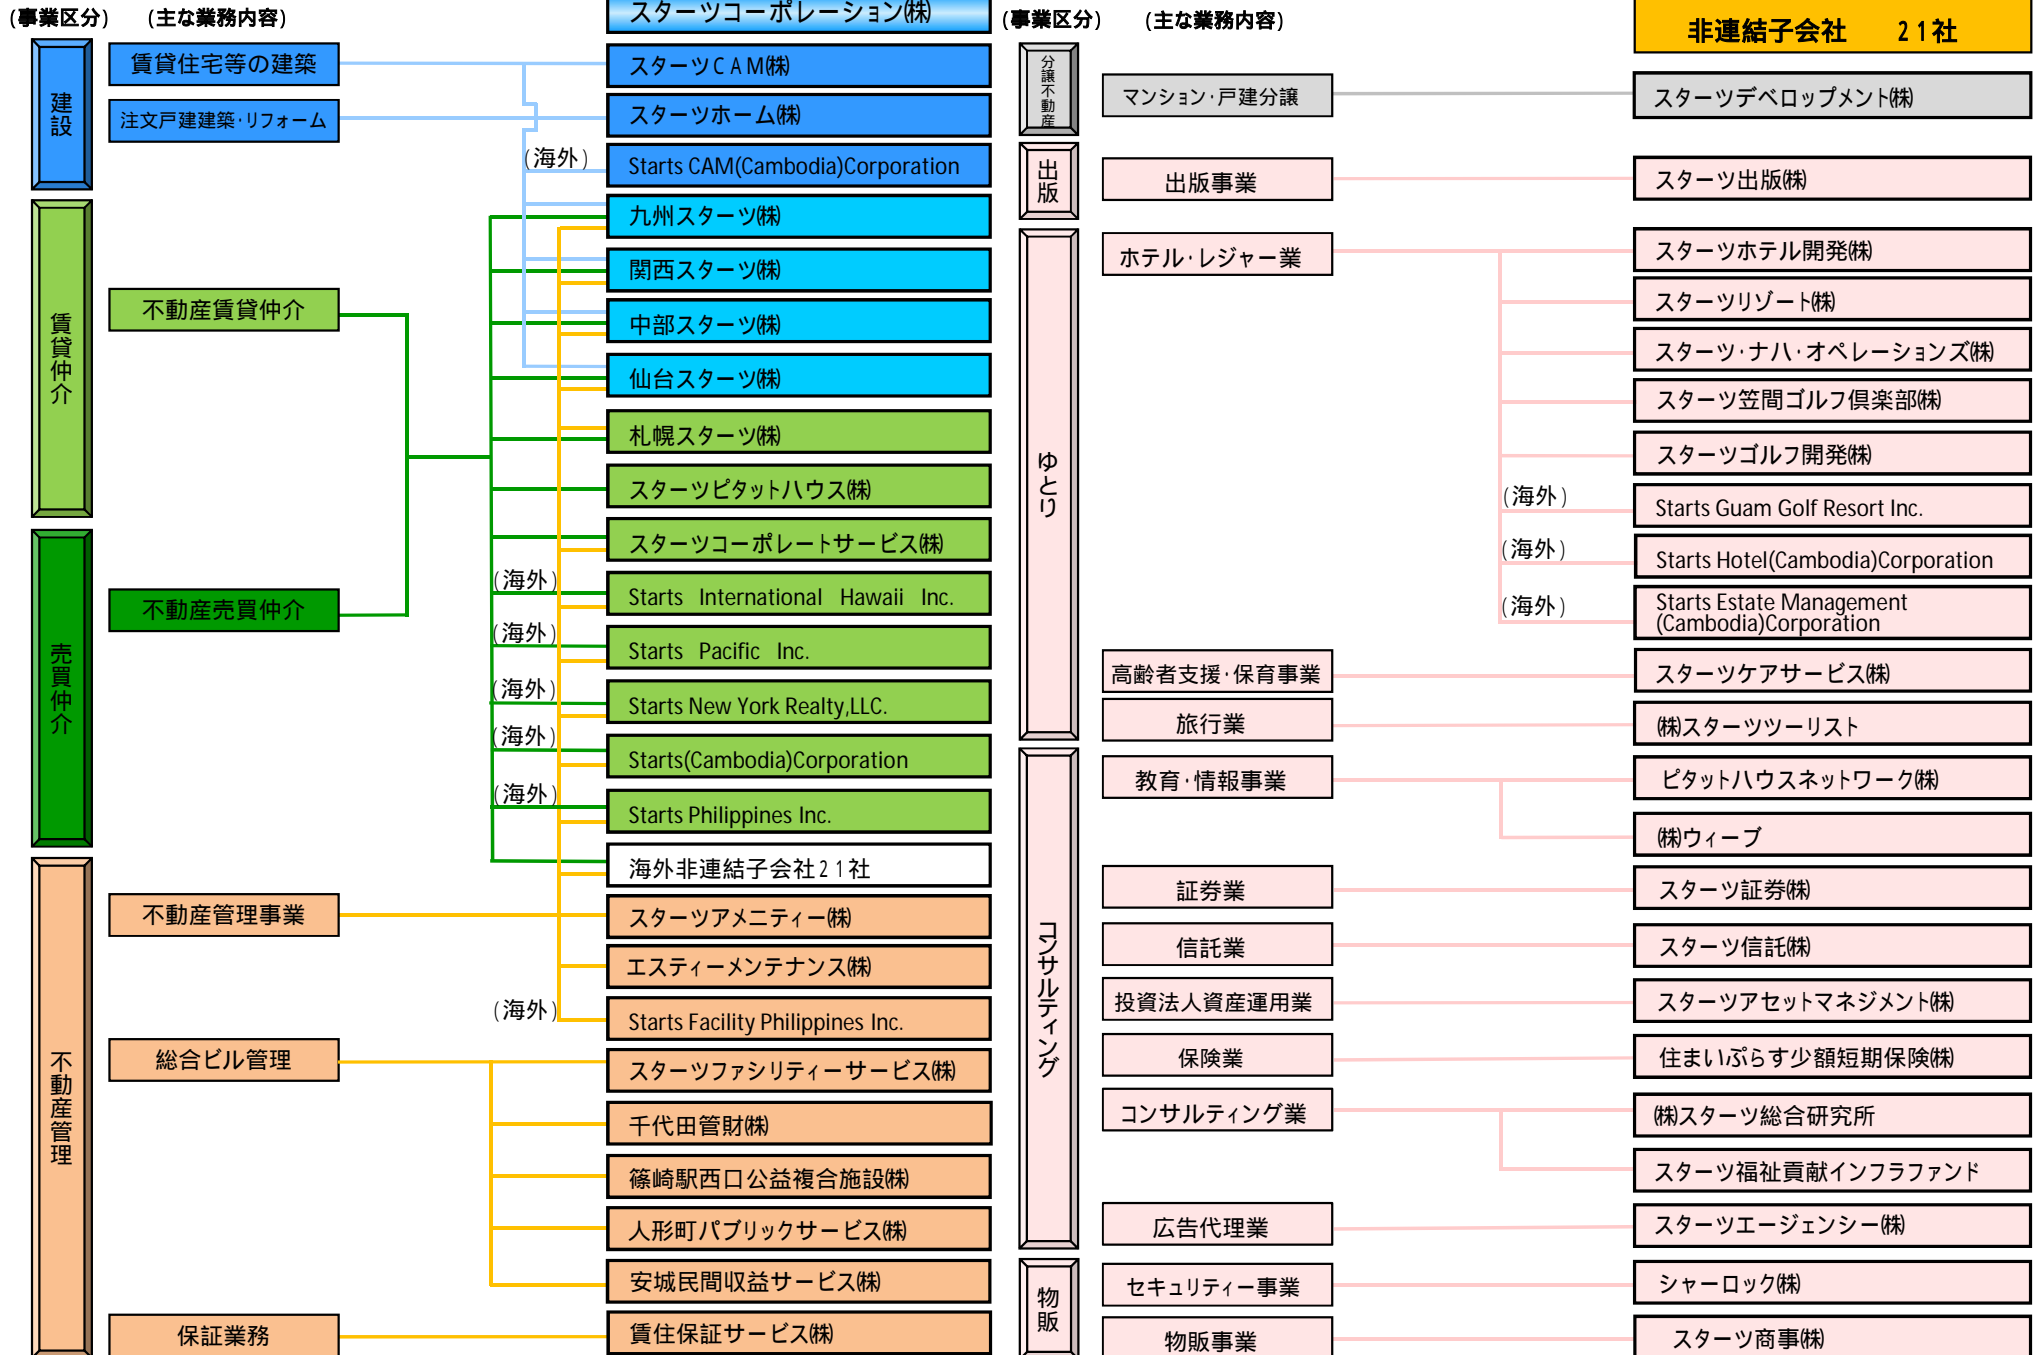 (事業区分)
(主な業務内容)
スターツコーポレーション㈱
建設
賃貸住宅等の建築
スターツCAM㈱
注文戸建建築・リフォーム
スターツホーム㈱
(海外)
Starts CAM(Cambodia)Corporation
九州スターツ㈱
関西スターツ㈱
賃貸仲介
不動産賃貸仲介
中部スターツ㈱
仙台スターツ㈱
札幌スターツ㈱
スターツピタットハウス㈱
スターツコーポレートサービス㈱
売買仲介
不動産売買仲介
(海外)
Starts International Hawaii Inc.
(海外)
Starts Pacific Inc.
(海外)
Starts New York Realty,LLC.
(海外)
Starts(Cambodia)Corporation
(海外)
Starts Philippines Inc.
海外非連結子会社21社
不動産管理
不動産管理事業
スターツアメニティー㈱
エスティーメンテナンス㈱
(海外)
Starts Facility Philippines Inc.
総合ビル管理
スターツファシリティーサービス㈱
千代田管財㈱
篠崎駅西口公益複合施設㈱
人形町パブリックサービス㈱
安城民間収益サービス㈱
保証業務
賃住保証サービス㈱
(事業区分)
(主な業務内容)
非連結子会社 21社
分譲不動産
マンション・戸建分譲
スターツデベロップメント㈱
出版
出版事業
スターツ出版㈱
ゆとり
ホテル・レジャー業
スターツホテル開発㈱
スターツリゾート㈱
スターツ・ナハ・オペレーションズ㈱
スターツ笠間ゴルフ倶楽部㈱
スターツゴルフ開発㈱
(海外)
Starts Guam Golf Resort Inc.
(海外)
Starts Hotel(Cambodia)Corporation
(海外)
Starts Estate Management
(Cambodia)Corporation
高齢者支援・保育事業
スターツケアサービス㈱
旅行業
㈱スターツツーリスト
コンサルティング
教育・情報事業
ピタットハウスネットワーク㈱
㈱ウィーブ
証券業
スターツ証券㈱
信託業
スターツ信託㈱
投資法人資産運用業
スターツアセットマネジメント㈱
保険業
住まいぷらす少額短期保険㈱
コンサルティング業
㈱スターツ総合研究所
スターツ福祉貢献インフラファンド
広告代理業
スターツエージェンシー㈱
物販
セキュリティー事業
シャーロック㈱
物販事業
スターツ商事㈱